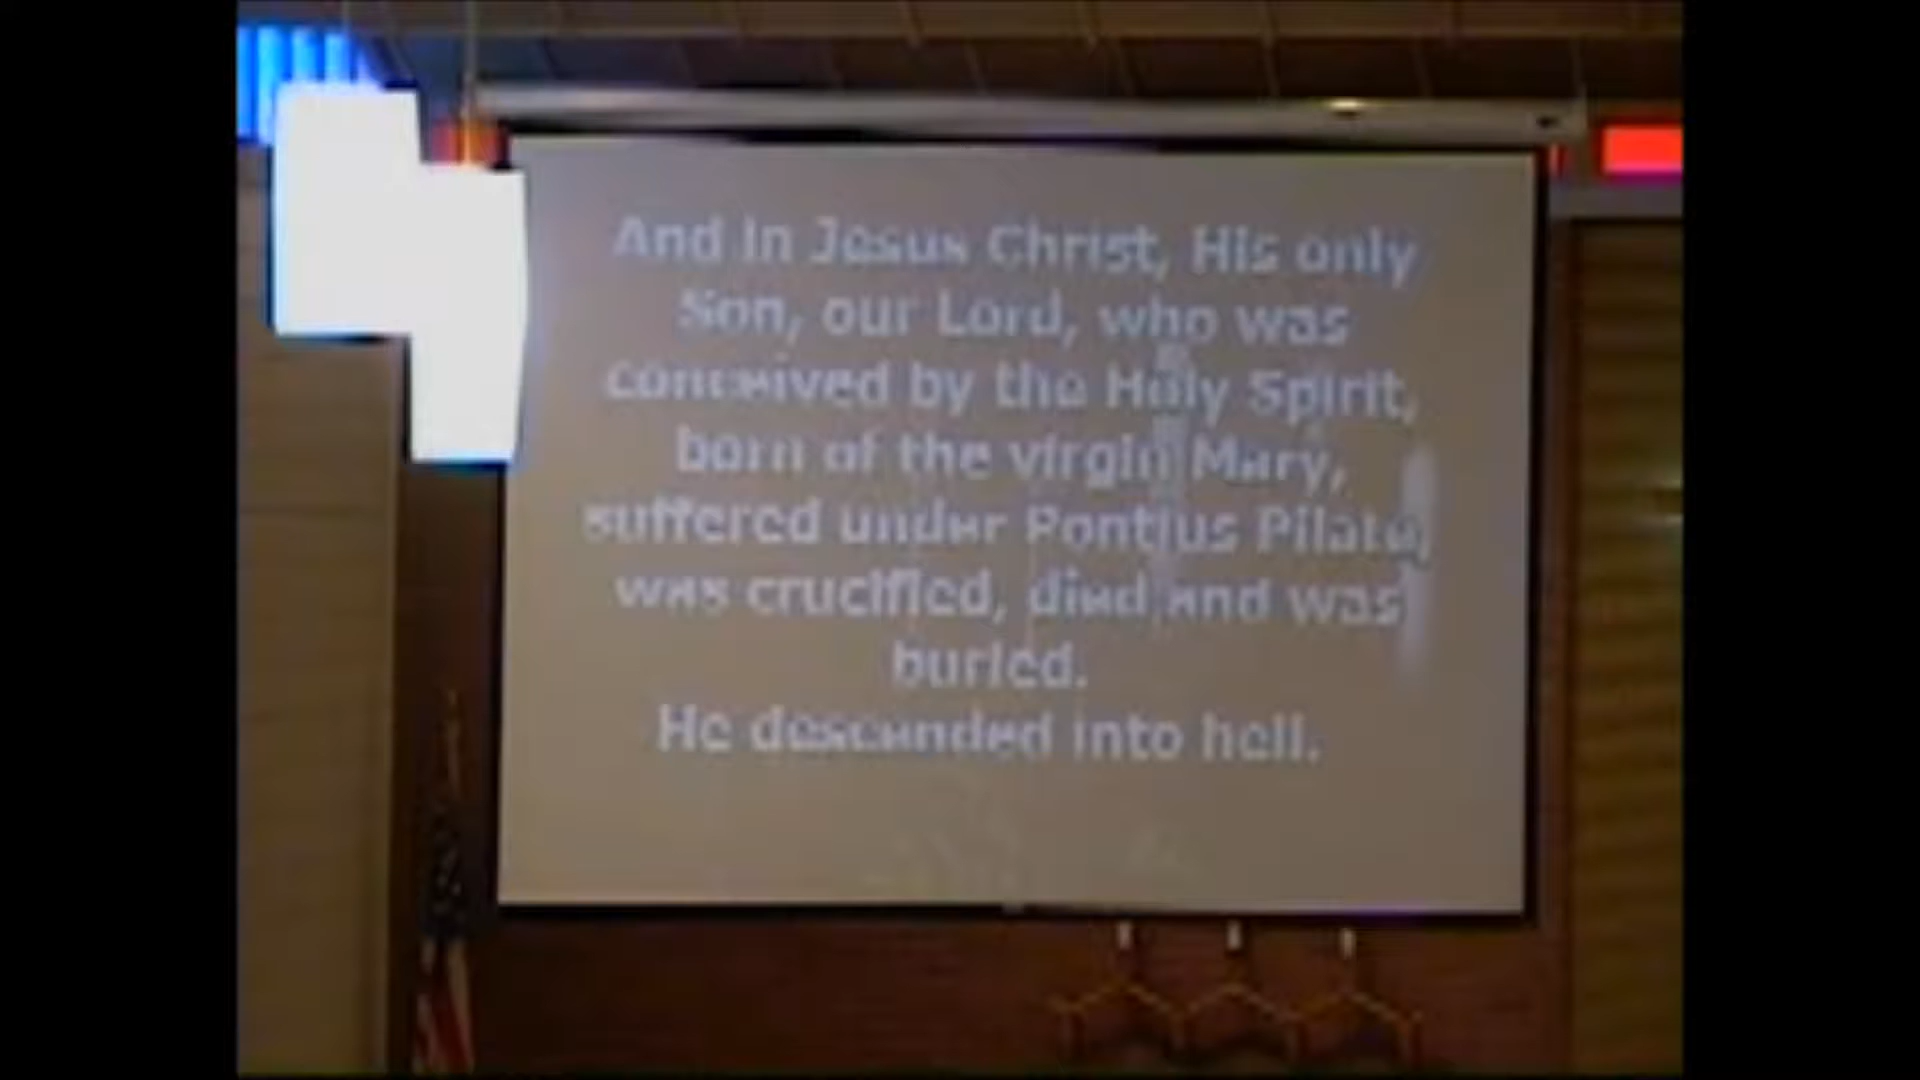 And in Jesus Christ, His only
Son, our Lord, who was
conceived by the Holy Spirit,
born of the virgin Mary,
suffered under Pontius Pilate,
was crucified, died and was
buried.
He descended into hell.